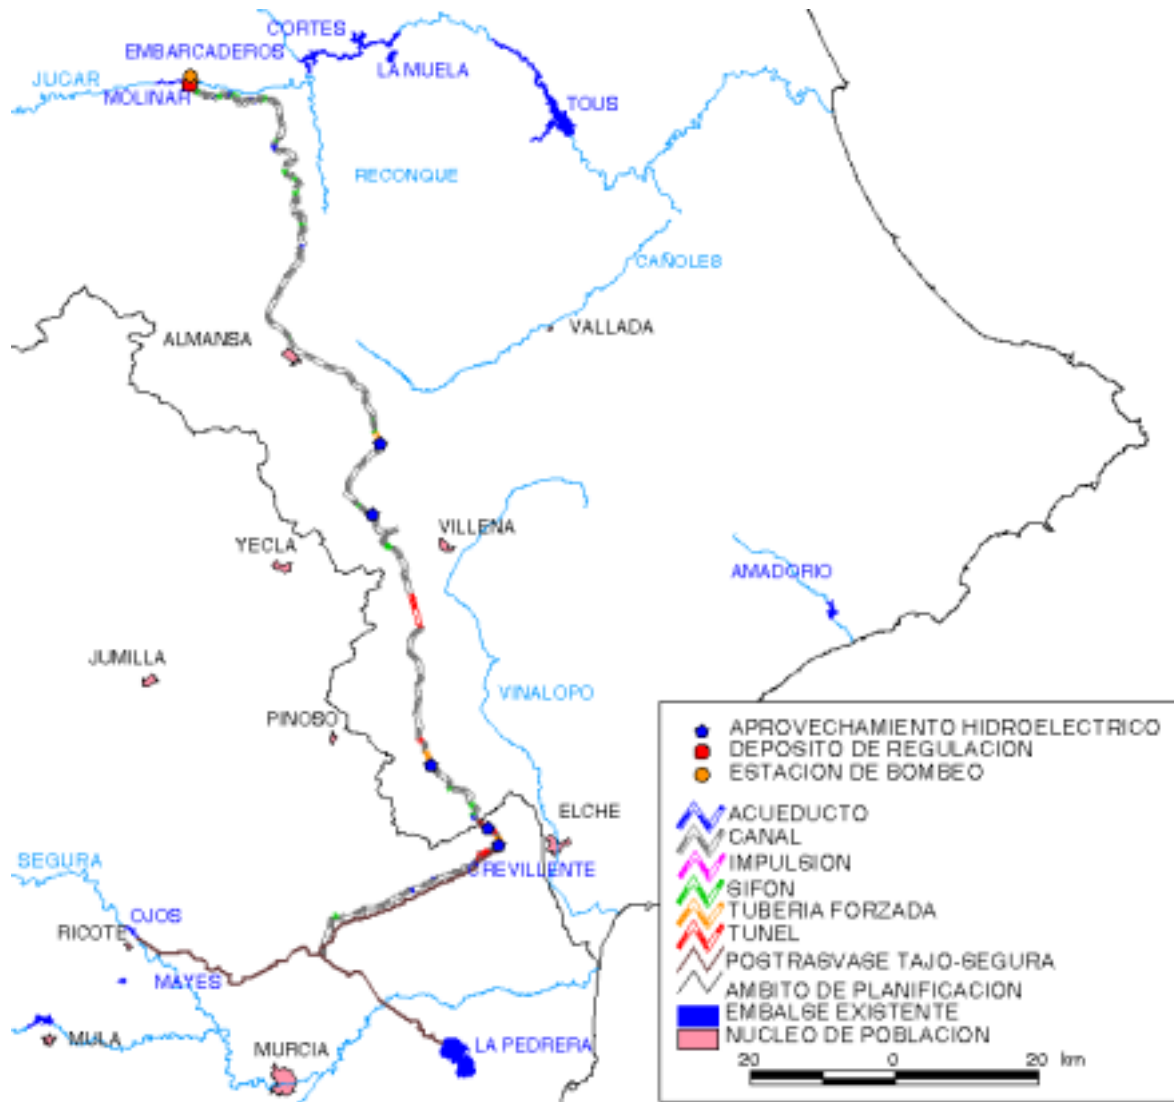 CORTES
EMBARCADEROS
LA MUELA
JUCAR
MOLINAR
TOUS
RECONQUE
CAÑOLES
VALLADA
ALMANSA
VILLENA
YECLA
AMADORIO
JUMILLA
VINALOPO
PINOSO
ELCHE
SEGURA
CREVILLENTE
OJOS
RICOTE
MAYES
MULA
MURCIA
LA PEDRERA
APROVECHAMIENTO HIDROELECTRICO
DEPOSITO DE REGULACION
ESTACION DE BOMBEO
ACUEDUCTO
CANAL
IMPULSION
SIFON
TUBERIA FORZADA
TUNEL
POSTRASVASE TAJO-SEGURA
AMBITO DE PLANIFICACION
EMBALSE EXISTENTE
NUCLEO DE POBLACION
20 0 20 km